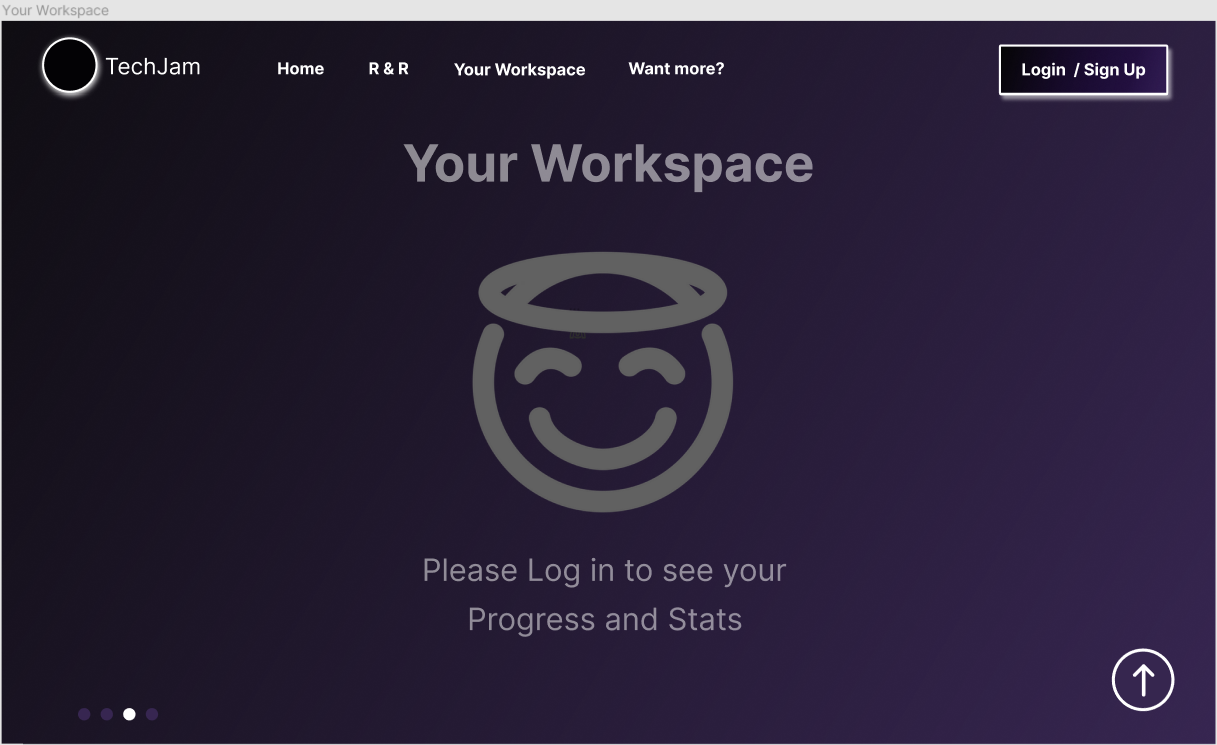 Your Workspace
TechJam
Home
R & R
Your Workspace
Want more?
Login / Sign Up
Your Workspace
Please Log in to see your
Progress and Stats